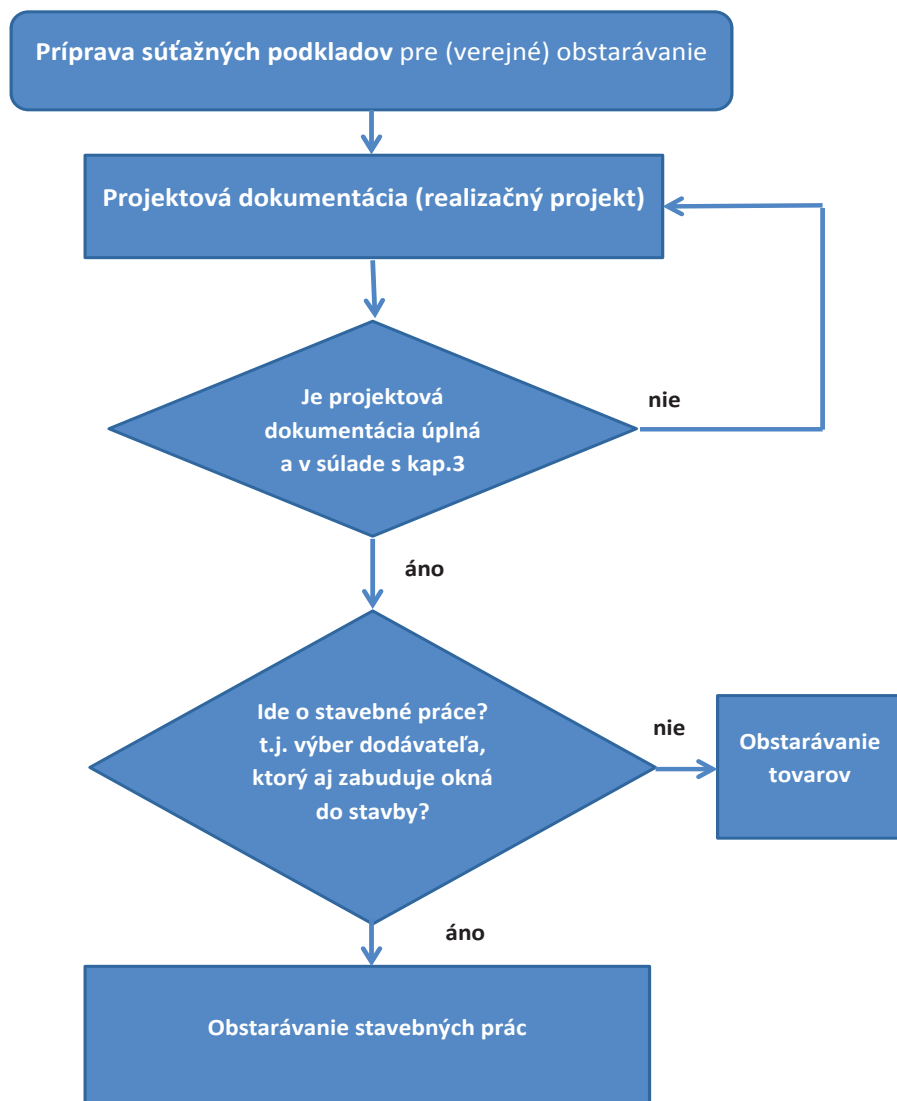 Príprava súťažných podkladov pre (verejné) obstarávanie
Projektová dokumentácia (realizačný projekt)
Je projektová
dokumentácia úplná
a v súlade s kap.3
nie
áno
Ide o stavebné práce?
t.j. výber dodávateľa,
ktorý aj zabuduje okná
do stavby?
nie
Obstarávanie
tovarov
áno
Obstarávanie stavebných prác